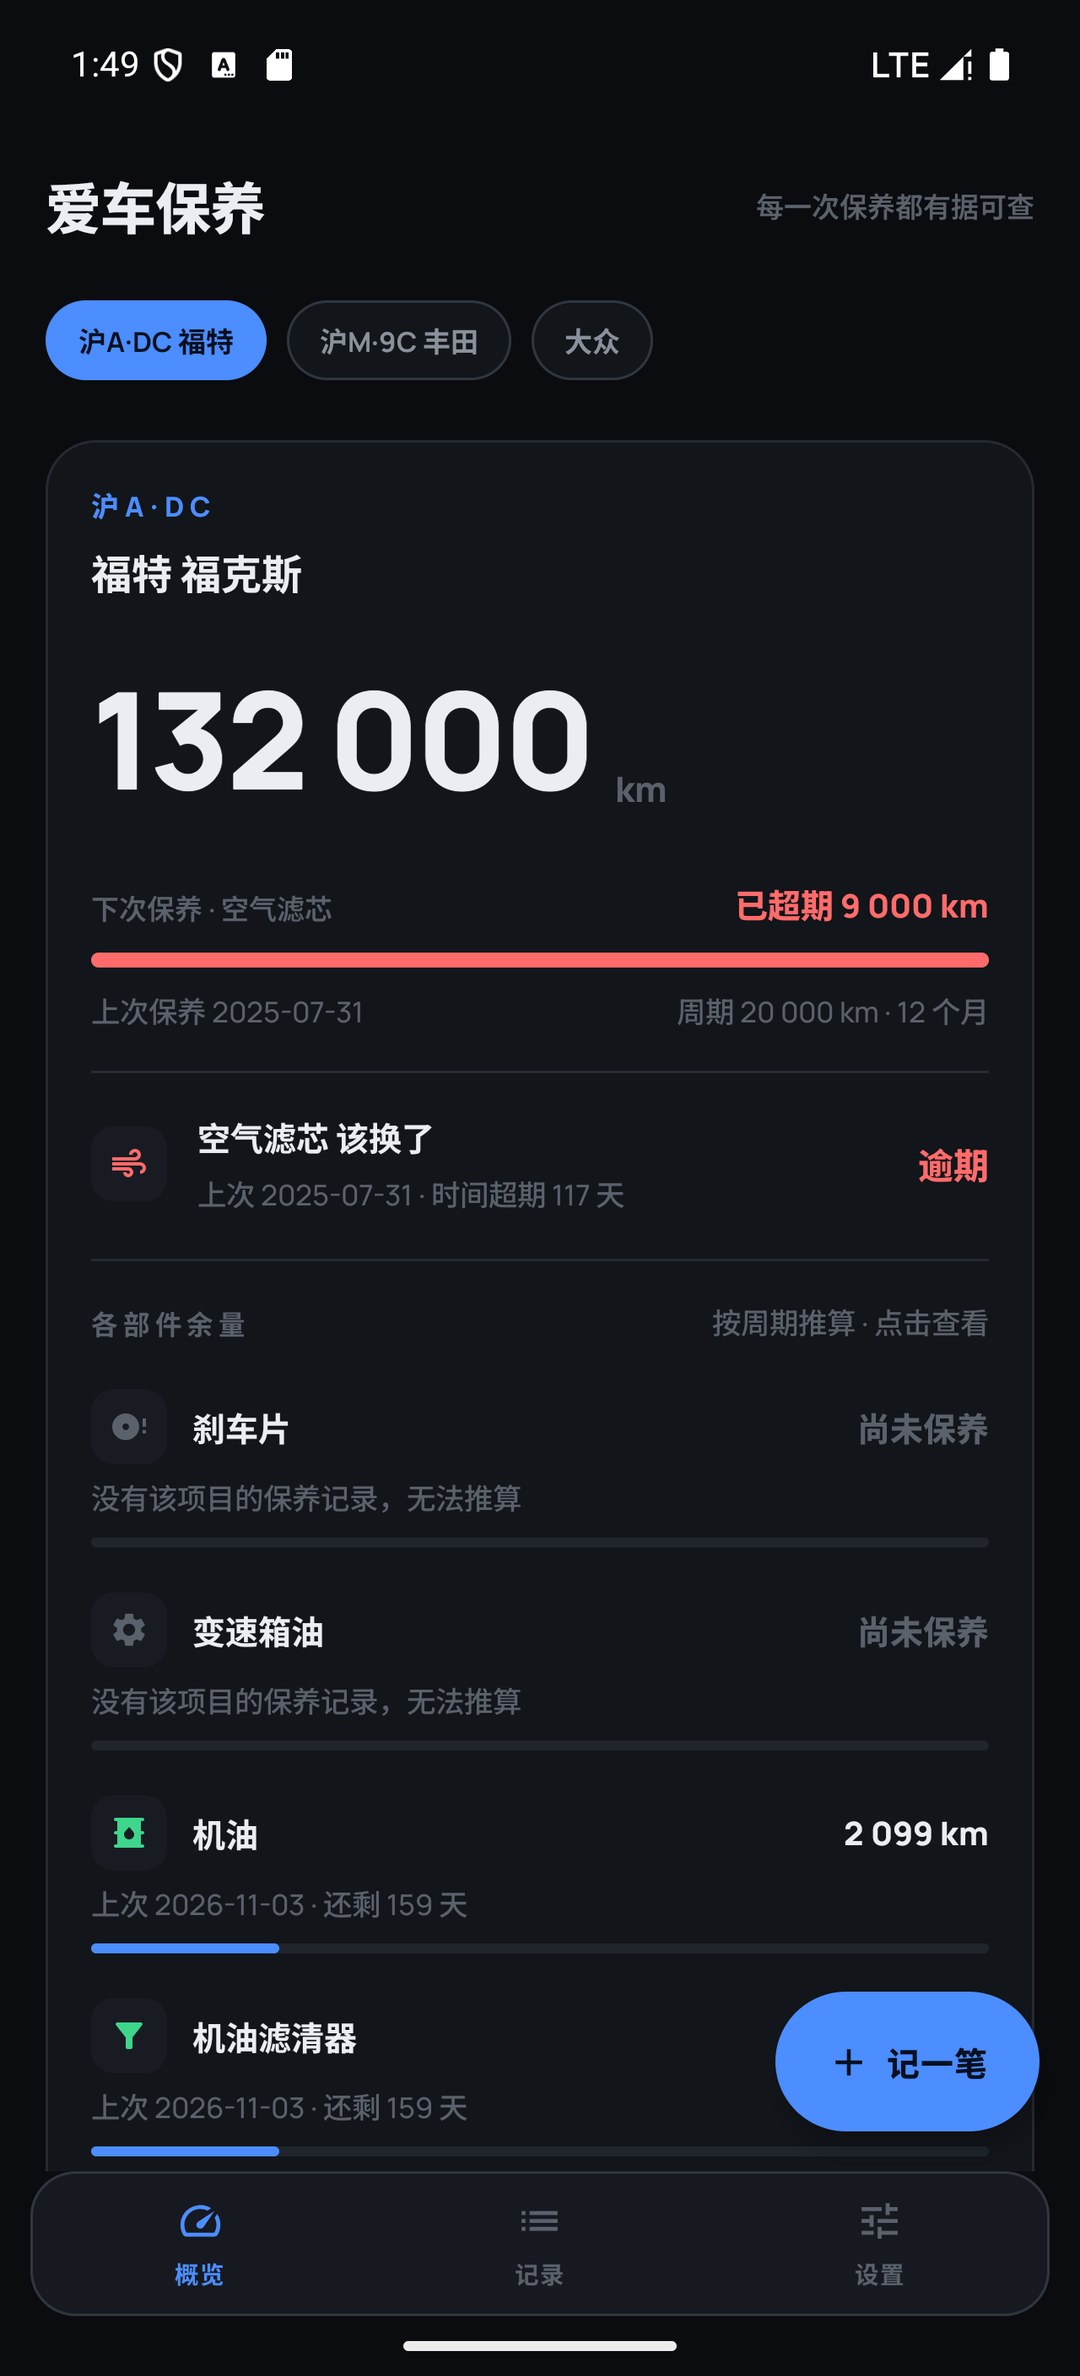 1:49
LTE
爱车保养
每一次保养都有据可查
沪A·DC 福特
沪M·9C 丰田
大众
沪A·DC
福特 福克斯
132 000 km
下次保养 · 空气滤芯
已超期 9 000 km
上次保养 2025-07-31
周期 20 000 km · 12 个月
空气滤芯 该换了
上次 2025-07-31 · 时间超期 117 天
逾期
各部件余量
按周期推算 · 点击查看
刹车片
尚未保养
没有该项目的保养记录，无法推算
变速箱油
尚未保养
没有该项目的保养记录，无法推算
机油
2 099 km
上次 2026-11-03 · 还剩 159 天
机油滤清器
上次 2026-11-03 · 还剩 159 天
+ 记一笔
概览
记录
设置